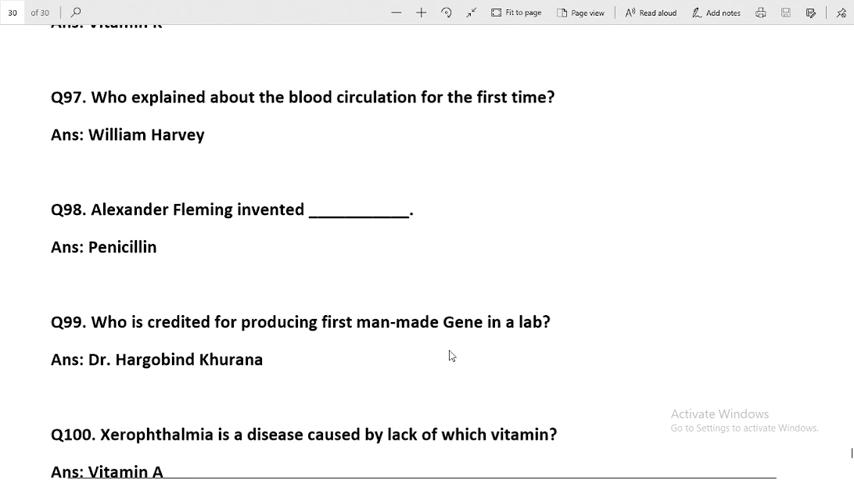 30 of 30 Fit to page Page view Read aloud Add notes
Ans: Vitamin K
Q97. Who explained about the blood circulation for the first time?
Ans: William Harvey
Q98. Alexander Fleming invented ___________.
Ans: Penicillin
Q99. Who is credited for producing first man-made Gene in a lab?
Ans: Dr. Hargobind Khurana
Activate Windows
Go to Settings to activate Windows.
Q100. Xerophthalmia is a disease caused by lack of which vitamin?
Ans: Vitamin A